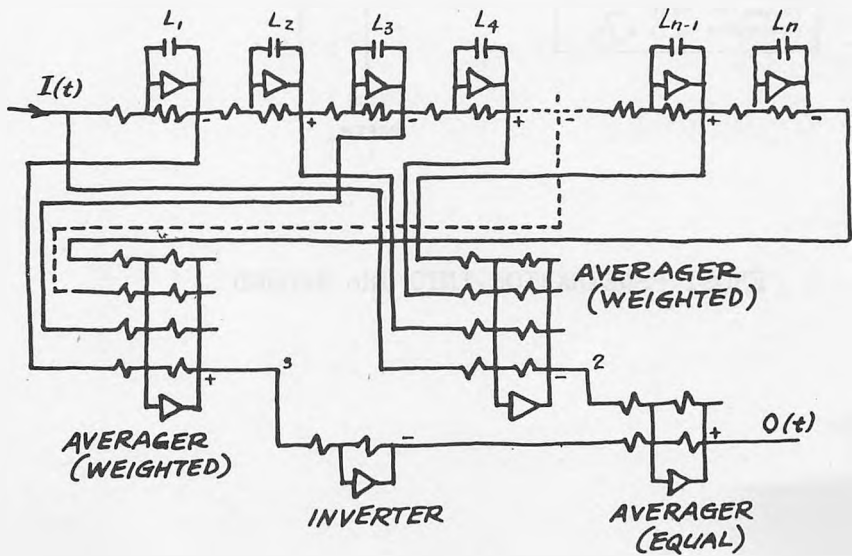 L₁ L₂ L₃ L₄ Lₙ₋₁ Lₙ
I(t)
- + - + - + -
AVERAGER
(WEIGHTED)
+ 3
- 2
AVERAGER
(WEIGHTED)
-
+ O(t)
INVERTER
AVERAGER
(EQUAL)